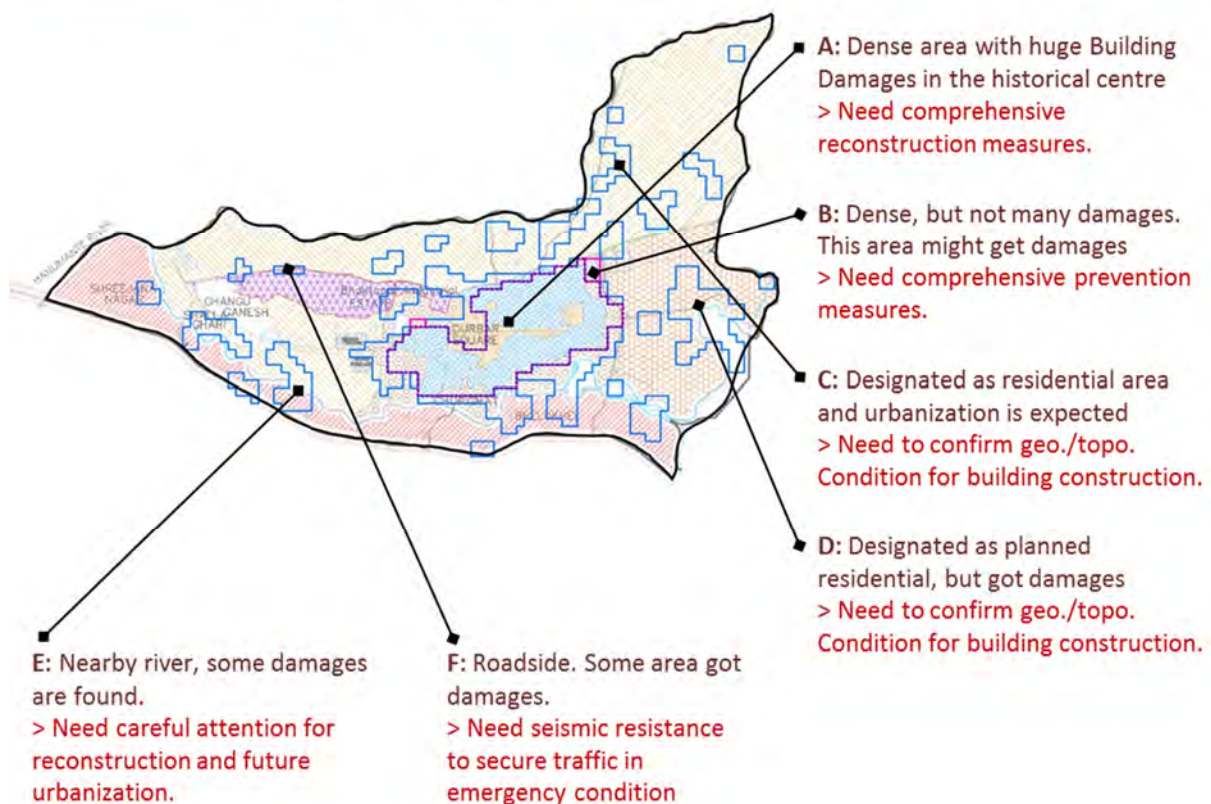 A: Dense area with huge Building
Damages in the historical centre
> Need comprehensive
reconstruction measures.
B: Dense, but not many damages.
This area might get damages
> Need comprehensive prevention
measures.
C: Designated as residential area
and urbanization is expected
> Need to confirm geo./topo.
Condition for building construction.
D: Designated as planned
residential, but got damages
> Need to confirm geo./topo.
Condition for building construction.
E: Nearby river, some damages
are found.
> Need careful attention for
reconstruction and future
urbanization.
F: Roadside. Some area got
damages.
> Need seismic resistance
to secure traffic in
emergency condition
HANUMANTE RIVER
CHANGU
GANESH
DURBAR
SQUARE